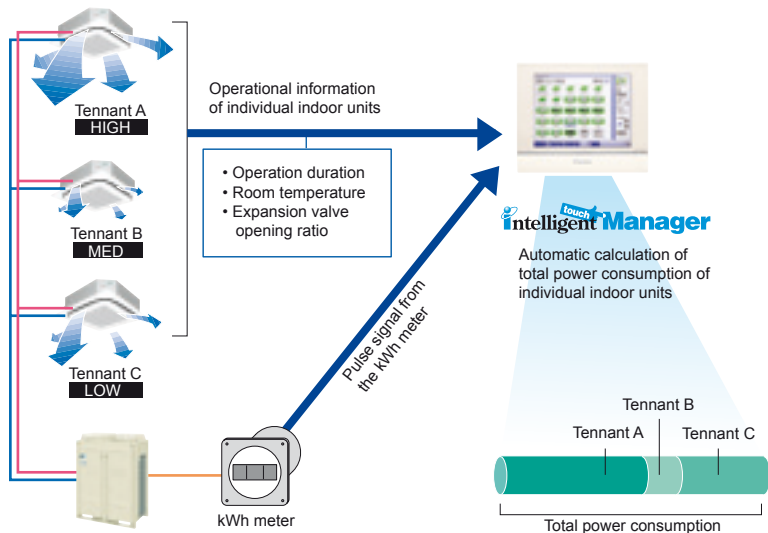 Tennant A
HIGH
Tennant B
MED
Tennant C
LOW
Operational information
of individual indoor units
• Operation duration
• Room temperature
• Expansion valve
opening ratio
Pulse signal from
the kWh meter
kWh meter
intelligent touch Manager
Automatic calculation of
total power consumption of
individual indoor units
Tennant B
Tennant A
Tennant C
Total power consumption